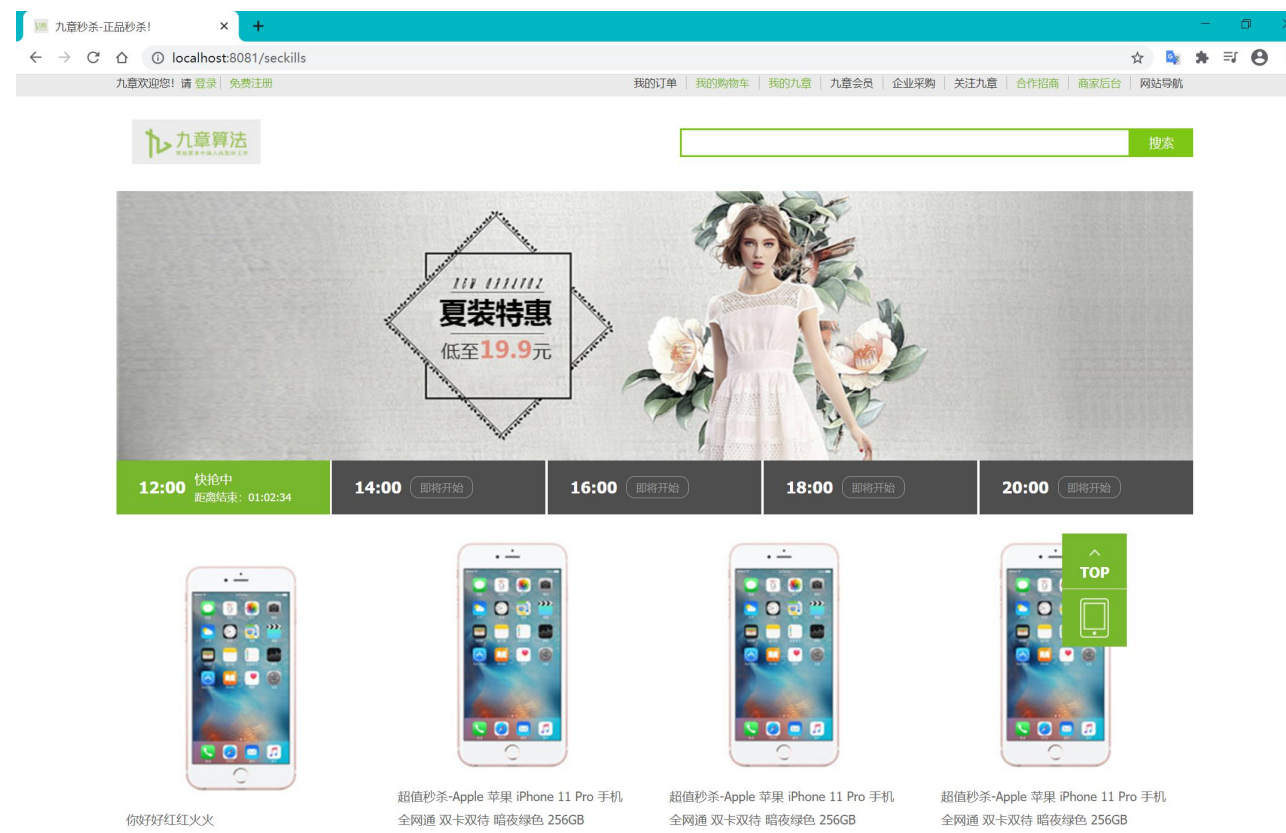 九章秒杀-正品秒杀!
localhost:8081/seckills
九章欢迎您！请 登录 免费注册
我的订单 我的购物车 我的九章 九章会员 企业采购 关注九章 合作招商 商家后台 网站导航
九章算法
搜索
夏装特惠
低至19.9元
12:00 快抢中
距离结束：01:02:34
14:00 即将开始
16:00 即将开始
18:00 即将开始
20:00 即将开始
TOP
你好好红红火火
超值秒杀-Apple 苹果 iPhone 11 Pro 手机
全网通 双卡双待 暗夜绿色 256GB
超值秒杀-Apple 苹果 iPhone 11 Pro 手机
全网通 双卡双待 暗夜绿色 256GB
超值秒杀-Apple 苹果 iPhone 11 Pro 手机
全网通 双卡双待 暗夜绿色 256GB